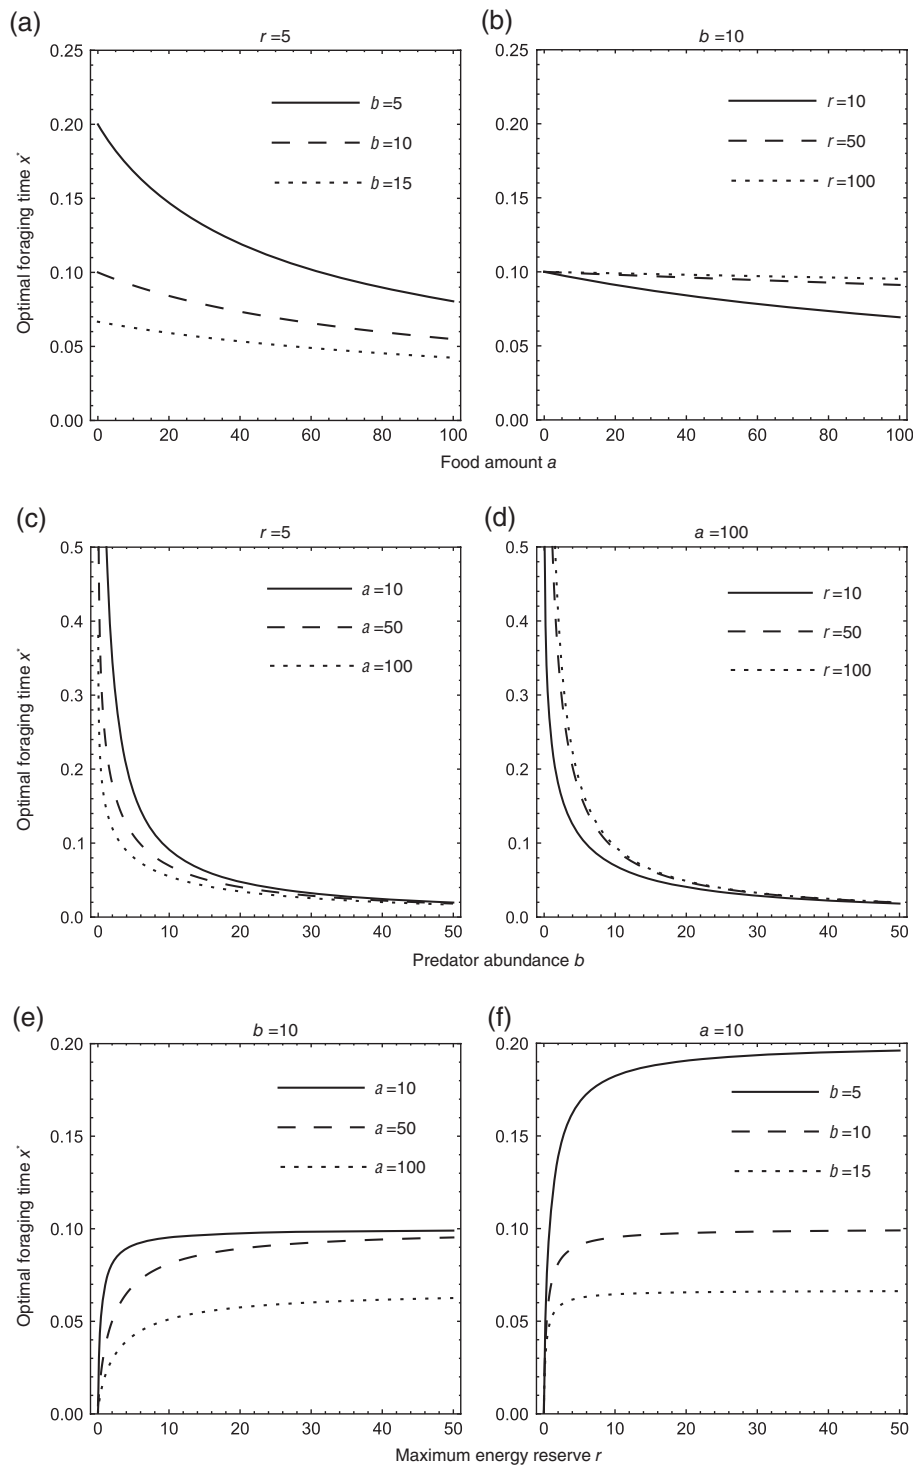 (a)
r =5
0.25
0.20
0.15
0.10
0.05
0.00
b =5
b =10
b =15
0 20 40 60 80 100
Optimal foraging time x*
(b)
b =10
0.25
0.20
0.15
0.10
0.05
0.00
r =10
r =50
r =100
0 20 40 60 80 100
Food amount a
(c)
r =5
0.5
0.4
0.3
0.2
0.1
0.0
a =10
a =50
a =100
0 10 20 30 40 50
Optimal foraging time x*
(d)
a =100
0.5
0.4
0.3
0.2
0.1
0.0
r =10
r =50
r =100
0 10 20 30 40 50
Predator abundance b
(e)
b =10
0.20
0.15
0.10
0.05
0.00
a =10
a =50
a =100
0 10 20 30 40 50
Optimal foraging time x*
(f)
a =10
0.20
0.15
0.10
0.05
0.00
b =5
b =10
b =15
0 10 20 30 40 50
Maximum energy reserve r